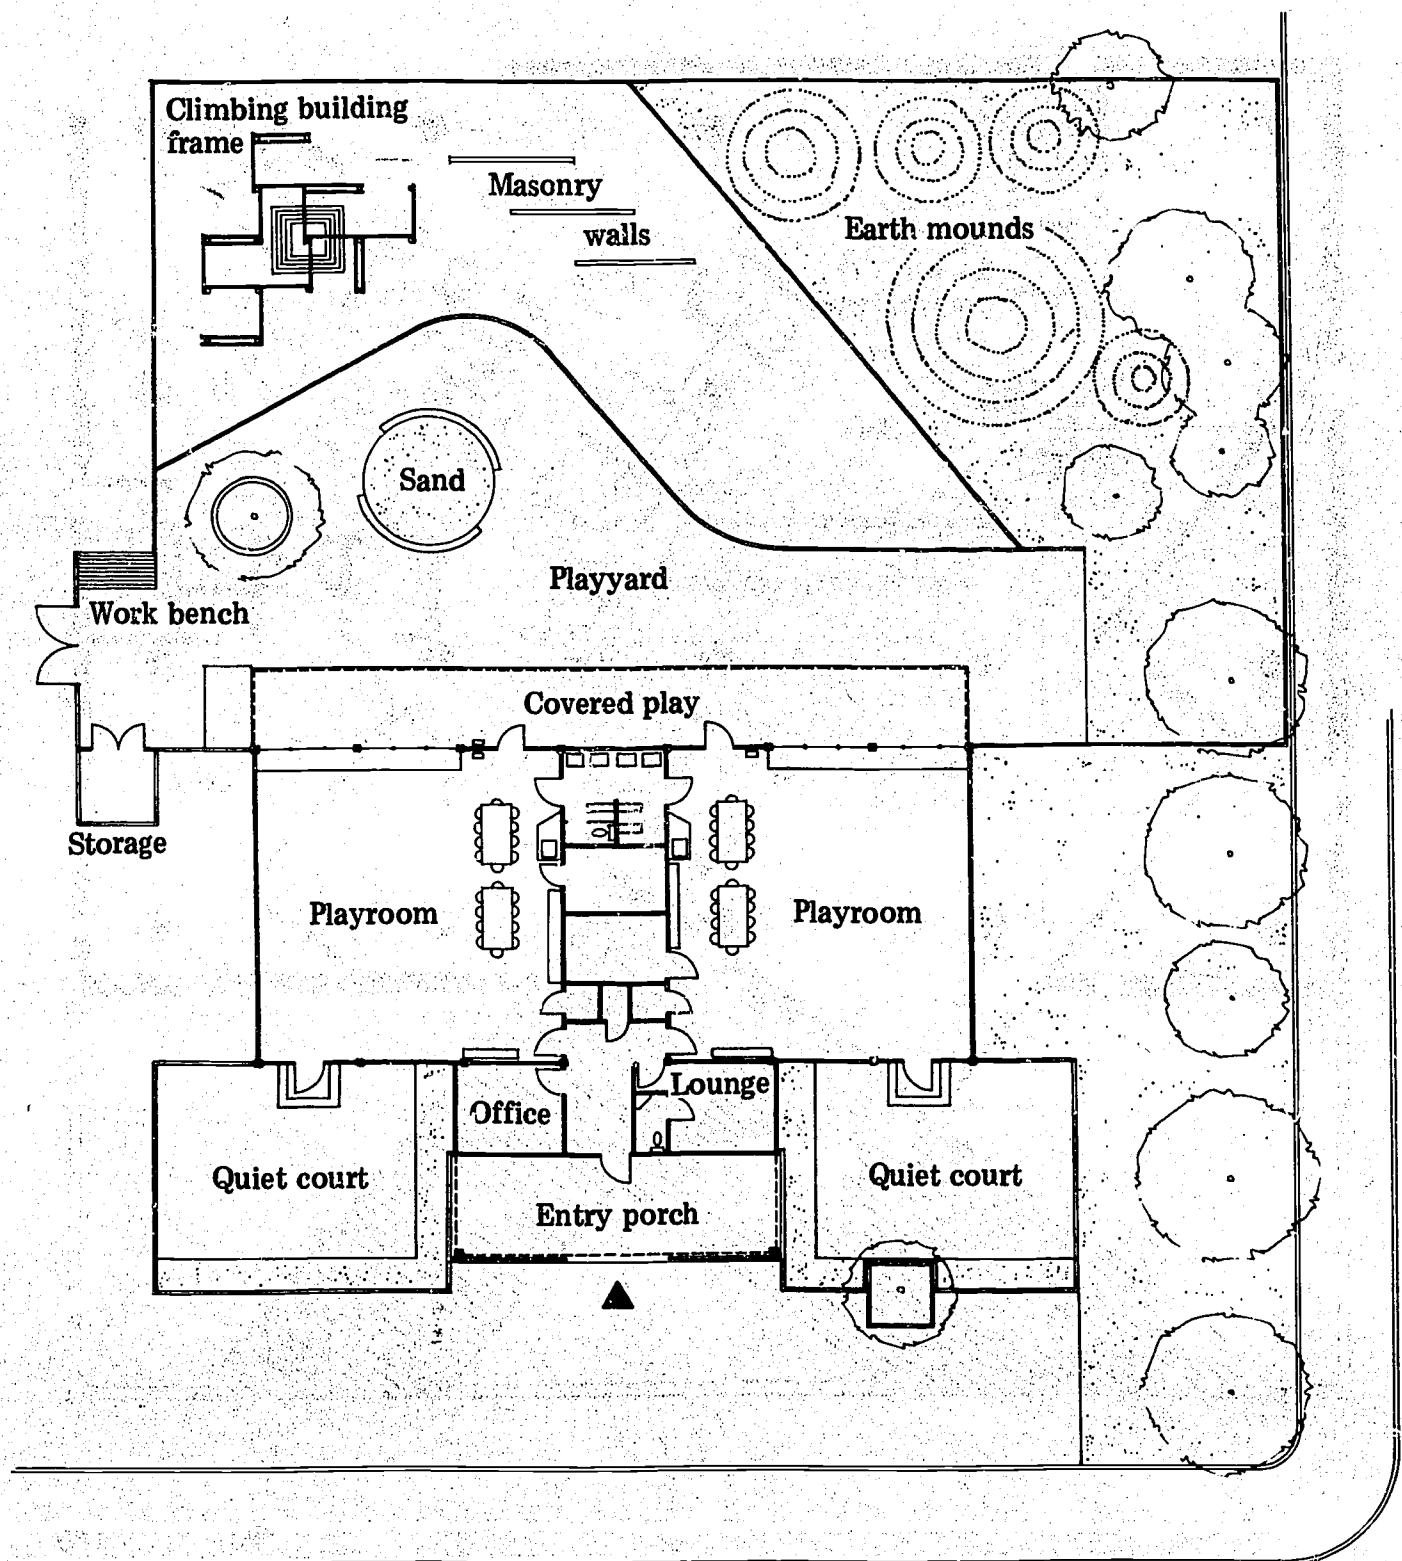 Climbing building
frame
Masonry
walls
Earth mounds
Sand
Playyard
Work bench
Covered play
Storage
Playroom
Playroom
Office
Lounge
Quiet court
Quiet court
Entry porch